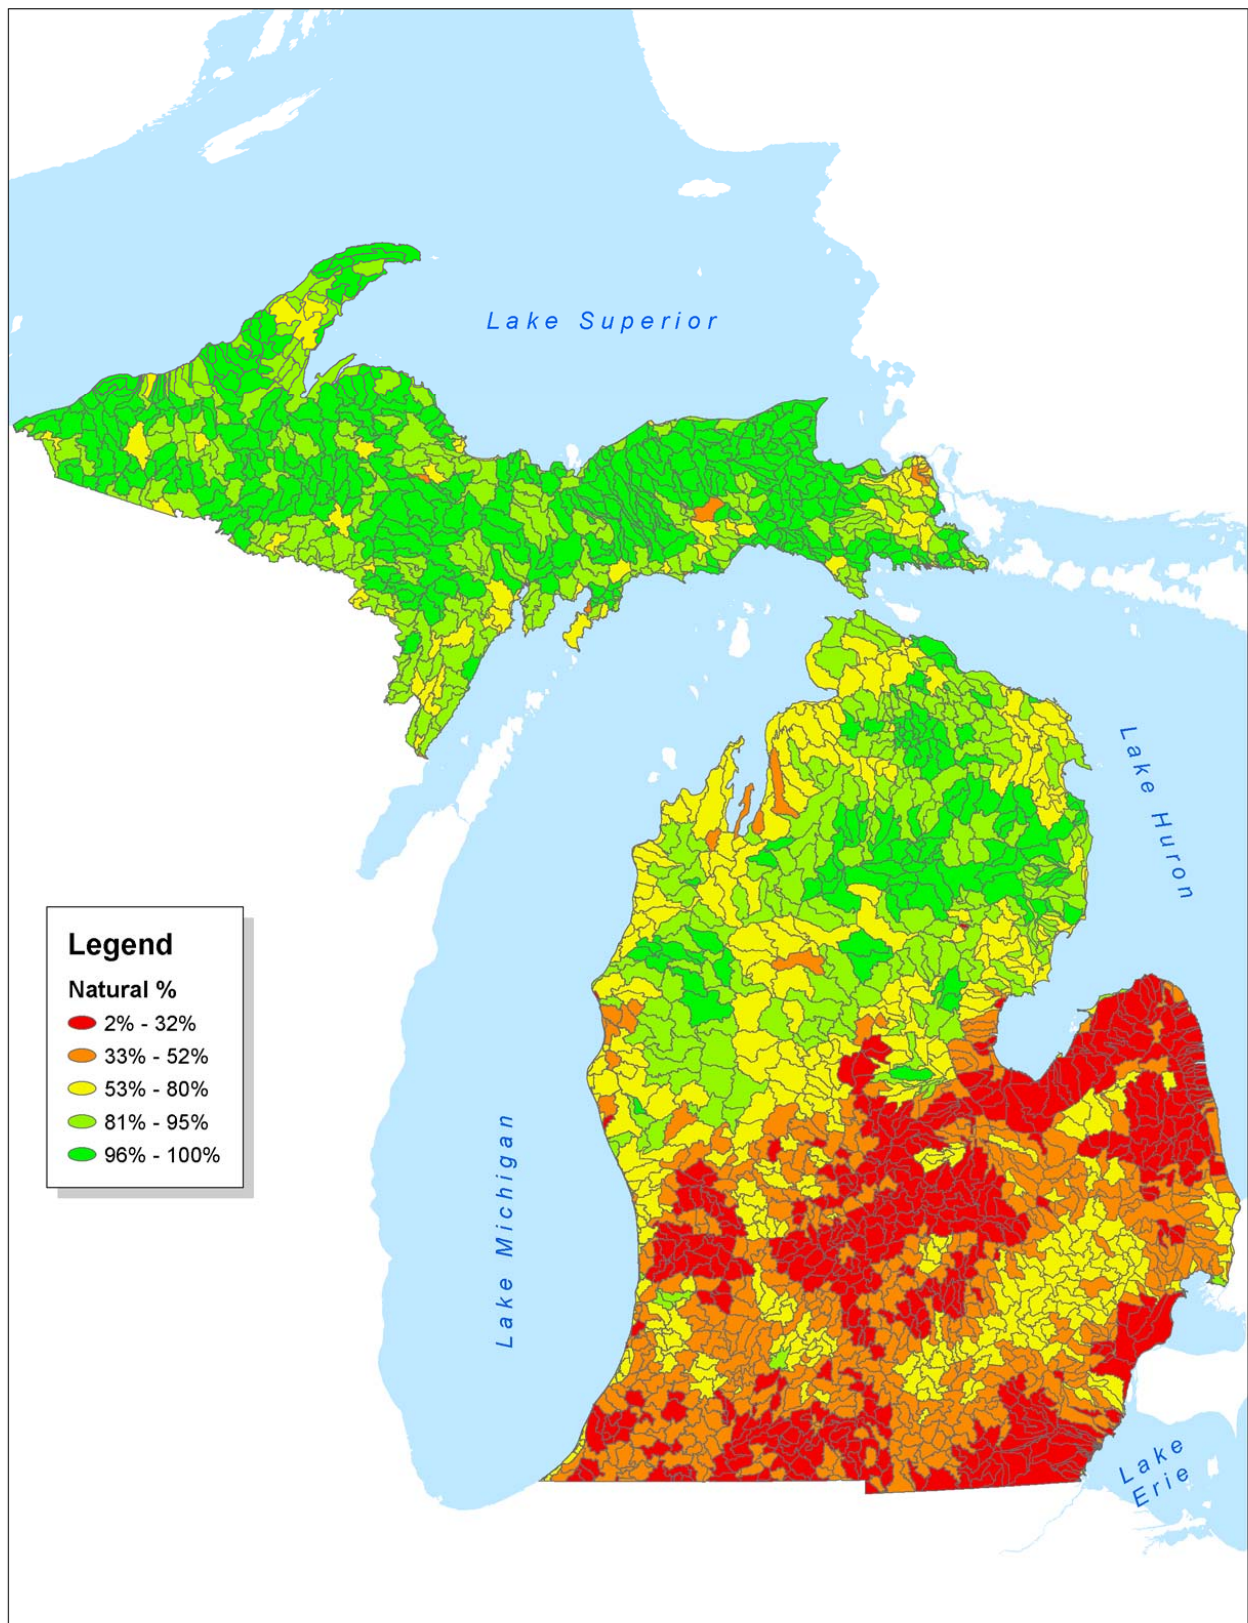 Lake Superior
Lake Huron
Legend
Natural %
2% - 32%
33% - 52%
53% - 80%
81% - 95%
96% - 100%
Lake Michigan
Lake
Erie